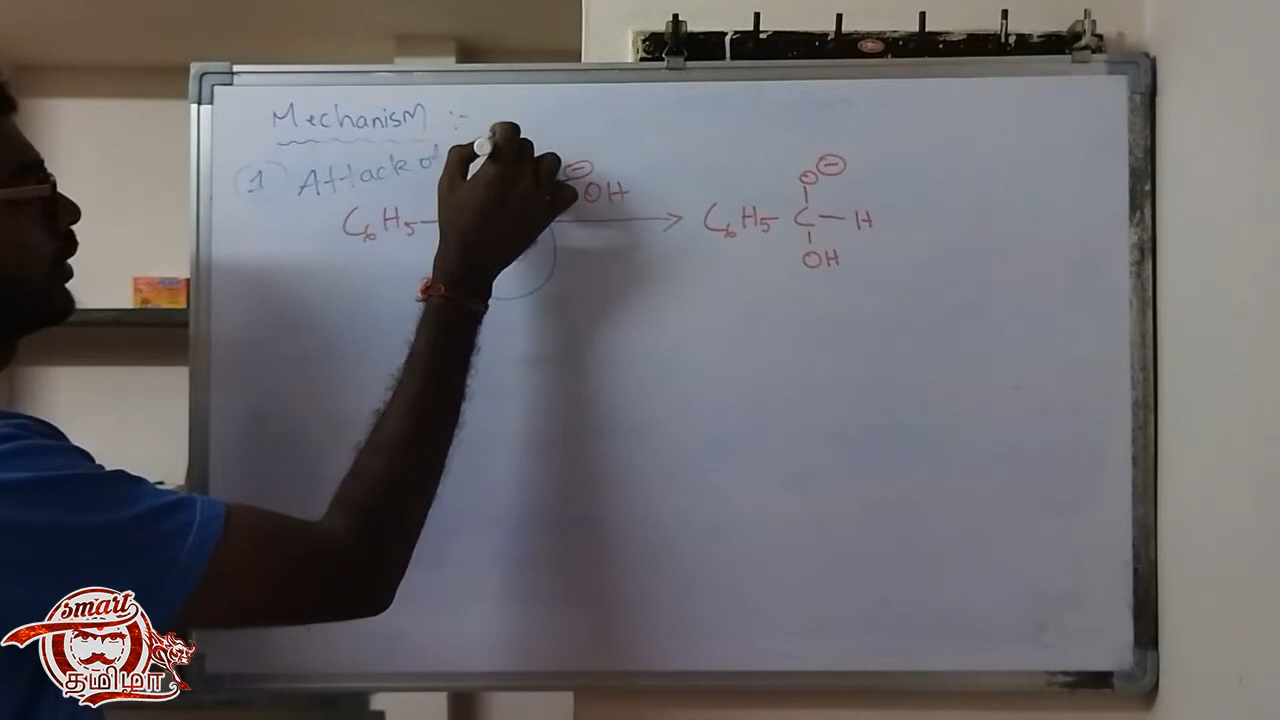 Mechanism :-
1 Attack of
⊖ O ⊖
C6H5— OH → C6H5— C — H
OH
smart
தமிழா